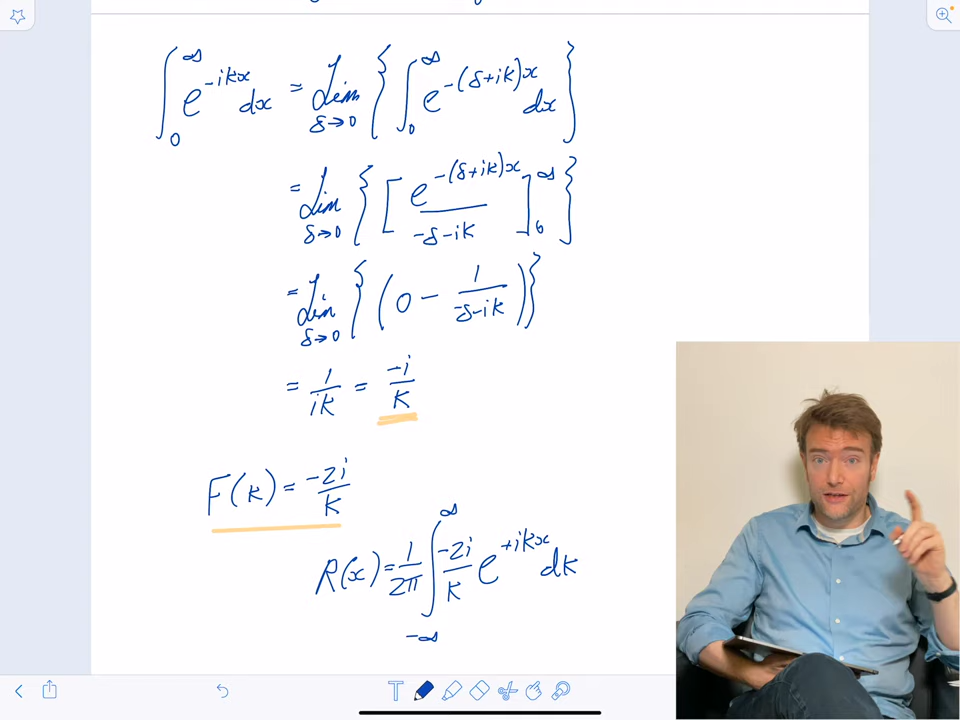 ∫₀^∞ e^{-ikx} dx = Lim_{δ→0} { ∫₀^∞ e^{-(δ+ik)x} dx }
= Lim_{δ→0} { [ e^{-(δ+ik)x} / -δ-ik ]₀^∞ }
= Lim_{δ→0} { ( 0 - 1 / -δ-ik ) }
= 1/ik = -i/k
F(k) = -2i/k
R(x) = 1/2π ∫_{-∞}^∞ -2i/k e^{+ikx} dk
T